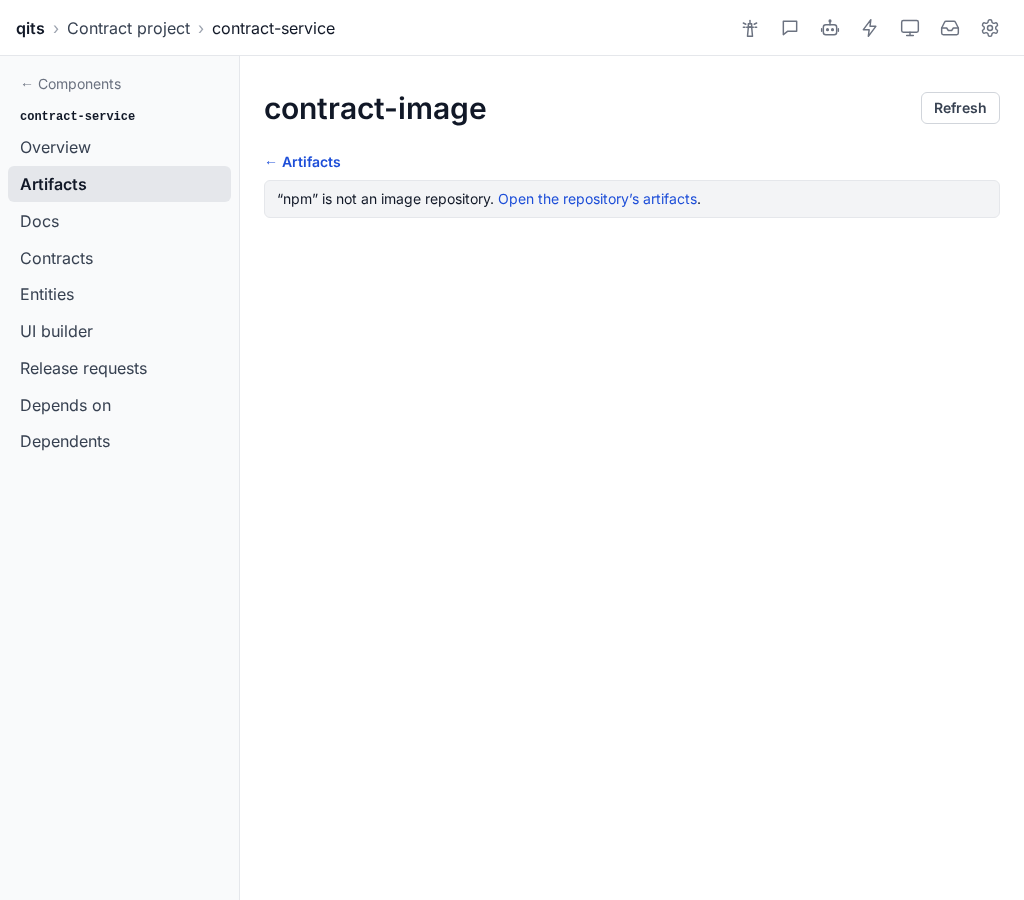 qits › Contract project › contract-service
← Components
contract-service
Overview
Artifacts
Docs
Contracts
Entities
UI builder
Release requests
Depends on
Dependents
contract-image
Refresh
← Artifacts
“npm” is not an image repository. Open the repository’s artifacts.